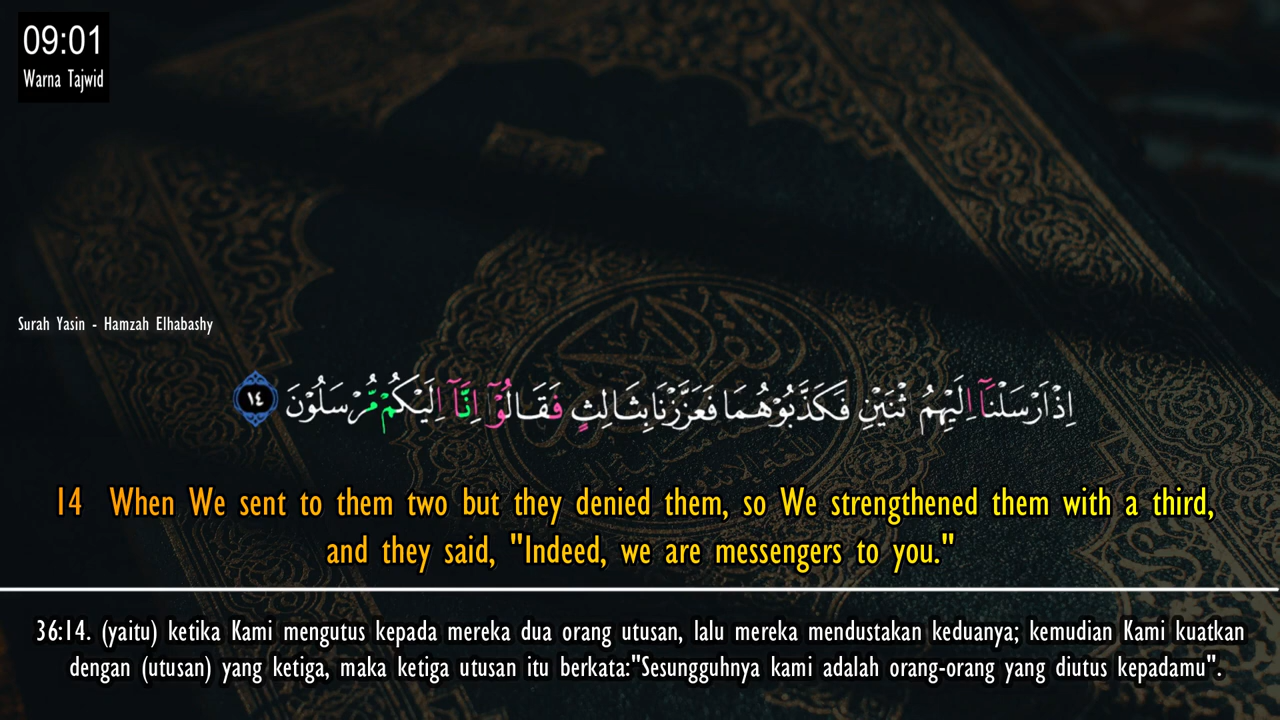 09:01
Warna Tajwid
Surah Yasin - Hamzah Elhabashy
اِذْ اَرْسَلْنَآ اِلَيْهِمُ اثْنَيْنِ فَكَذَّبُوْهُمَا فَعَزَّزْنَا بِثَالِثٍ فَقَالُوْٓا اِنَّآ اِلَيْكُمْ مُّرْسَلُوْنَ ١٤
14 When We sent to them two but they denied them, so We strengthened them with a third,
and they said, "Indeed, we are messengers to you."
36:14. (yaitu) ketika Kami mengutus kepada mereka dua orang utusan, lalu mereka mendustakan keduanya; kemudian Kami kuatkan
dengan (utusan) yang ketiga, maka ketiga utusan itu berkata:"Sesungguhnya kami adalah orang-orang yang diutus kepadamu".